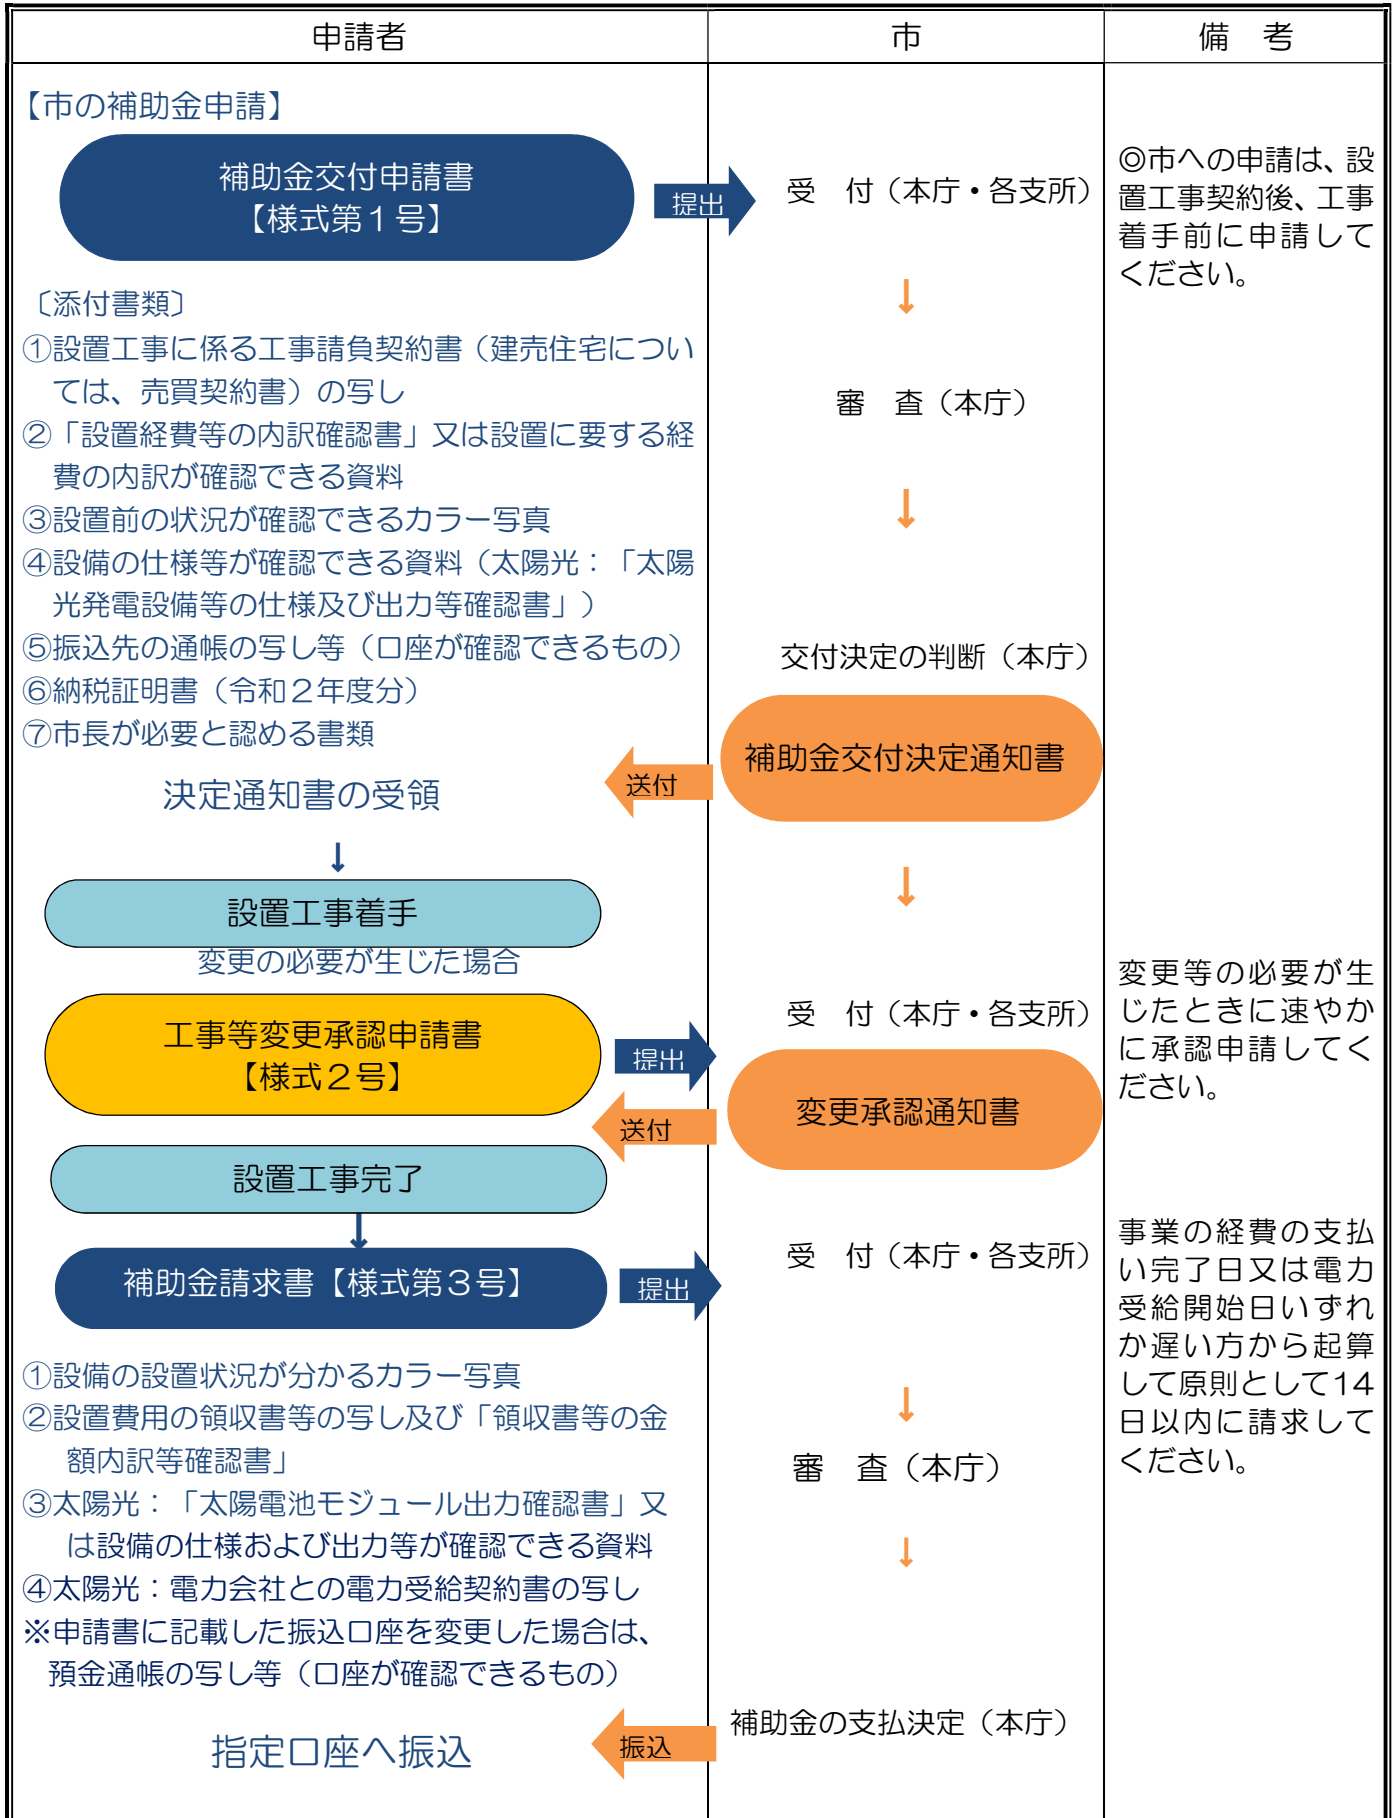 申請者
市
備　考
【市の補助金申請】
補助金交付申請書
【様式第１号】
提出
受　付（本庁・各支所）
◎市への申請は、設
置工事契約後、工事
着手前に申請して
ください。
↓
〔添付書類〕
①設置工事に係る工事請負契約書（建売住宅につい
ては、売買契約書）の写し
②「設置経費等の内訳確認書」又は設置に要する経
費の内訳が確認できる資料
③設置前の状況が確認できるカラー写真
④設備の仕様等が確認できる資料（太陽光：「太陽
光発電設備等の仕様及び出力等確認書」）
⑤振込先の通帳の写し等（口座が確認できるもの）
⑥納税証明書（令和２年度分）
⑦市長が必要と認める書類
審　査（本庁）
↓
交付決定の判断（本庁）
補助金交付決定通知書
送付
決定通知書の受領
↓
↓
設置工事着手
変更の必要が生じた場合
工事等変更承認申請書
【様式２号】
提出
受　付（本庁・各支所）
変更等の必要が生
じたときに速やか
に承認申請してく
ださい。
変更承認通知書
送付
設置工事完了
↓
補助金請求書【様式第３号】
提出
受　付（本庁・各支所）
事業の経費の支払
い完了日又は電力
受給開始日いずれ
か遅い方から起算
して原則として14
日以内に請求して
ください。
①設備の設置状況が分かるカラー写真
②設置費用の領収書等の写し及び「領収書等の金
額内訳等確認書」
③太陽光：「太陽電池モジュール出力確認書」又
は設備の仕様および出力等が確認できる資料
④太陽光：電力会社との電力受給契約書の写し
※申請書に記載した振込口座を変更した場合は、
預金通帳の写し等（口座が確認できるもの）
↓
審　査（本庁）
↓
補助金の支払決定（本庁）
振込
指定口座へ振込